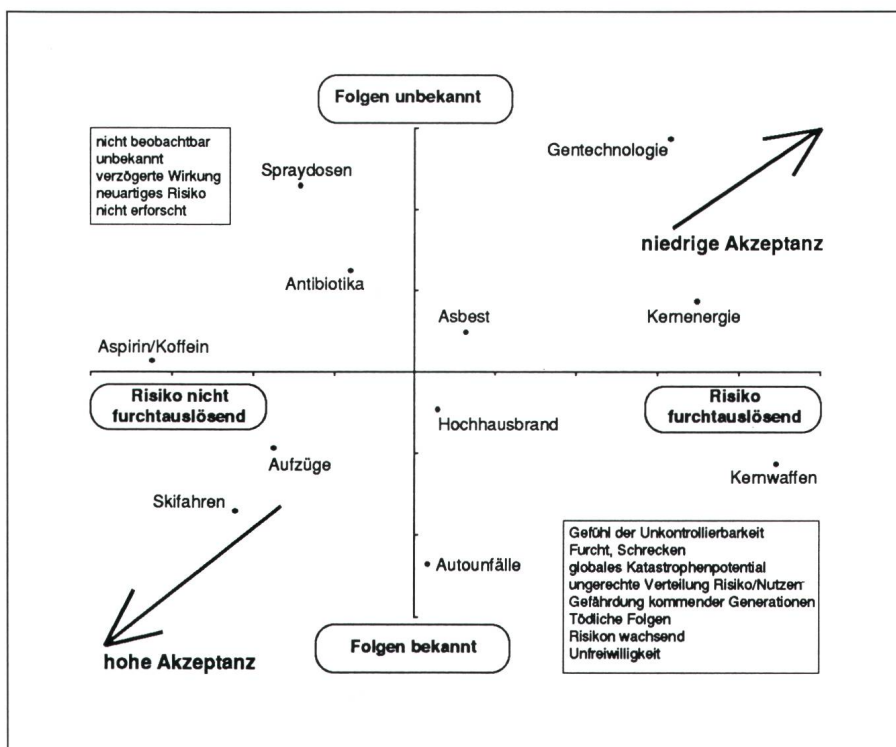 Folgen unbekannt
nicht beobachtbar
unbekannt
verzögerte Wirkung
neuartiges Risiko
nicht erforscht
Spraydosen
Gentechnologie
niedrige Akzeptanz
Antibiotika
Asbest
Kernenergie
Aspirin/Koffein
Risiko nicht
furchtauslösend
Risiko
furchtauslösend
Hochhausbrand
Aufzüge
Kernwaffen
Skifahren
Autounfälle
Gefühl der Unkontrollierbarkeit
Furcht, Schrecken
globales Katastrophenpotential
ungerechte Verteilung Risiko/Nutzen
Gefährdung kommender Generationen
Tödliche Folgen
Risikon wachsend
Unfreiwilligkeit
Folgen bekannt
hohe Akzeptanz